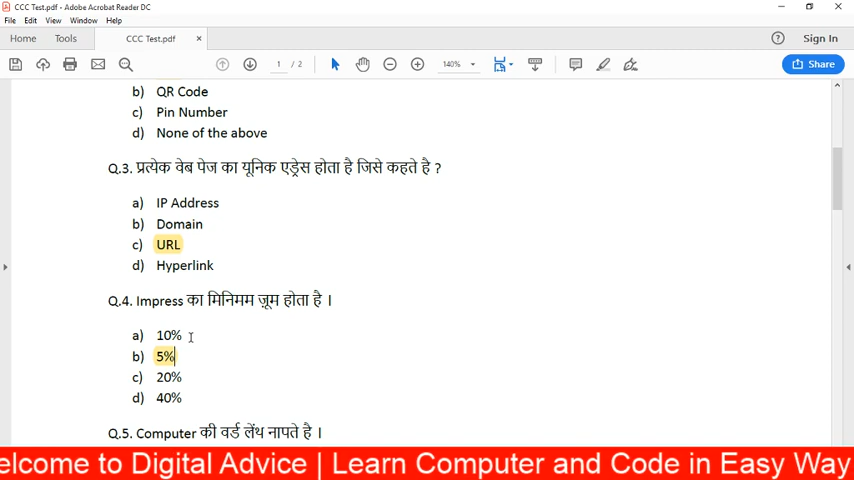 CCC Test.pdf - Adobe Acrobat Reader DC
File Edit View Window Help
Home Tools CCC Test.pdf × Sign In
1 / 2 140% Share
b) QR Code
c) Pin Number
d) None of the above
Q.3. प्रत्येक वेब पेज का यूनिक एड्रेस होता है जिसे कहते है ?
a) IP Address
b) Domain
c) URL
d) Hyperlink
Q.4. Impress का मिनिमम ज़ूम होता है ।
a) 10%
b) 5%
c) 20%
d) 40%
Q.5. Computer की वर्ड लेंथ नापते है ।
elcome to Digital Advice | Learn Computer and Code in Easy Way